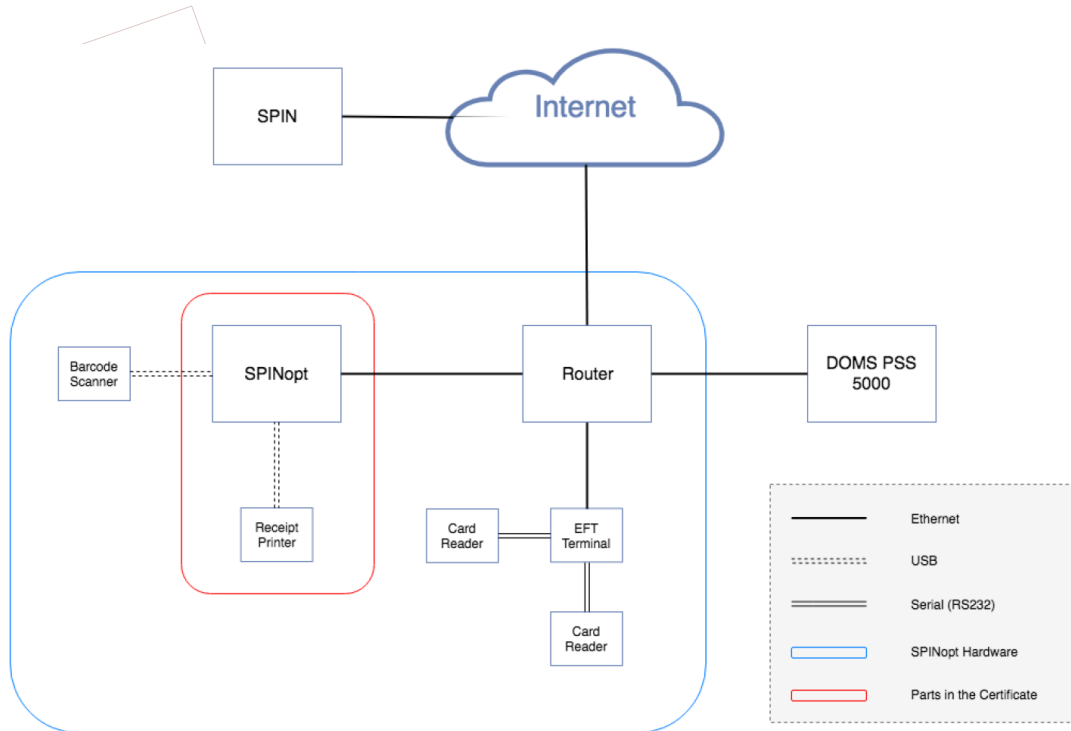 SPIN
Internet
Barcode
Scanner
SPINopt
Router
DOMS PSS
5000
Receipt
Printer
Card
Reader
EFT
Terminal
Card
Reader
Ethernet
USB
Serial (RS232)
SPINopt Hardware
Parts in the Certificate